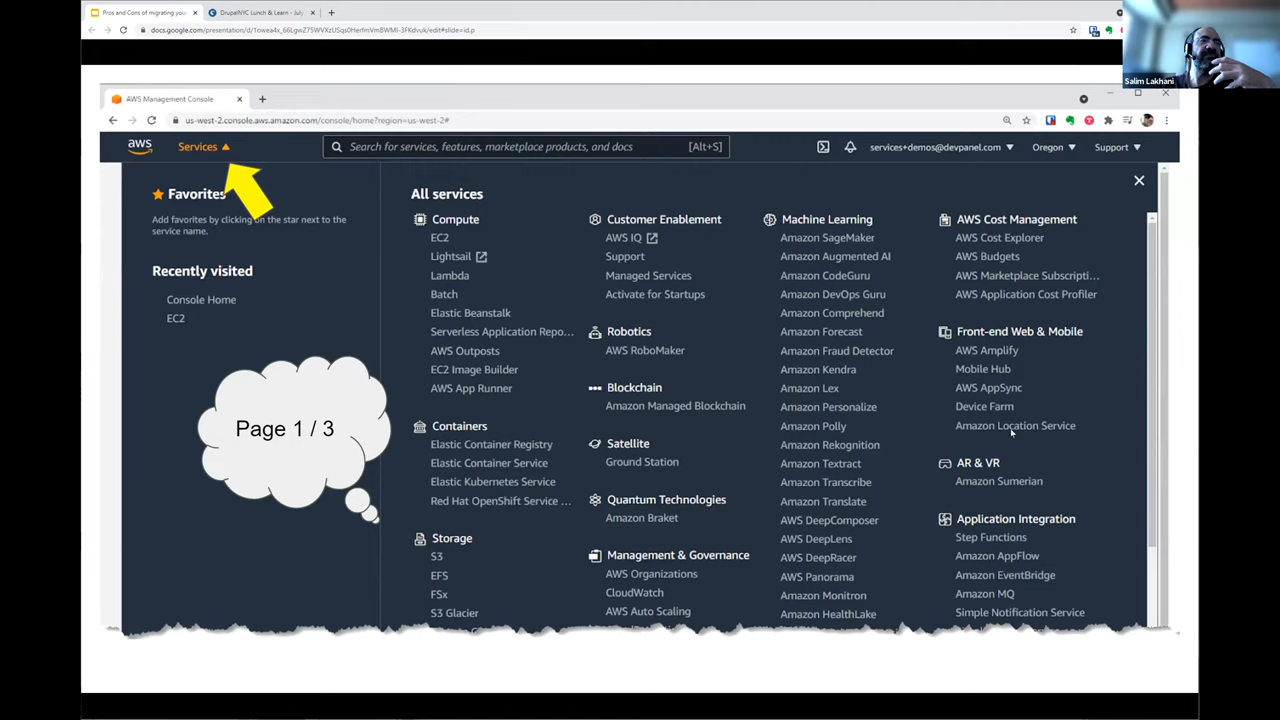 Pros and Cons of migrating your
DrupalNYC Lunch & Learn - July
Salim Lakhani
AWS Management Console
us-west-2.console.aws.amazon.com/console/home?region=us-west-2#
aws
Services
Search for services, features, marketplace products, and docs
[Alt+S]
services+demos@devpanel.com
Oregon
Support
Favorites
Add favorites by clicking on the star next to the
service name.
Recently visited
Console Home
EC2
Page 1 / 3
All services
Compute
EC2
Lightsail
Lambda
Batch
Elastic Beanstalk
Serverless Application Repo...
AWS Outposts
EC2 Image Builder
AWS App Runner
Containers
Elastic Container Registry
Elastic Container Service
Elastic Kubernetes Service
Red Hat OpenShift Service ...
Storage
S3
EFS
FSx
S3 Glacier
Customer Enablement
AWS IQ
Support
Managed Services
Activate for Startups
Robotics
AWS RoboMaker
Blockchain
Amazon Managed Blockchain
Satellite
Ground Station
Quantum Technologies
Amazon Braket
Management & Governance
AWS Organizations
CloudWatch
AWS Auto Scaling
Machine Learning
Amazon SageMaker
Amazon Augmented AI
Amazon CodeGuru
Amazon DevOps Guru
Amazon Comprehend
Amazon Forecast
Amazon Fraud Detector
Amazon Kendra
Amazon Lex
Amazon Personalize
Amazon Polly
Amazon Rekognition
Amazon Textract
Amazon Transcribe
Amazon Translate
AWS DeepComposer
AWS DeepLens
AWS DeepRacer
AWS Panorama
Amazon Monitron
Amazon HealthLake
AWS Cost Management
AWS Cost Explorer
AWS Budgets
AWS Marketplace Subscripti...
AWS Application Cost Profiler
Front-end Web & Mobile
AWS Amplify
Mobile Hub
AWS AppSync
Device Farm
Amazon Location Service
AR & VR
Amazon Sumerian
Application Integration
Step Functions
Amazon AppFlow
Amazon EventBridge
Amazon MQ
Simple Notification Service